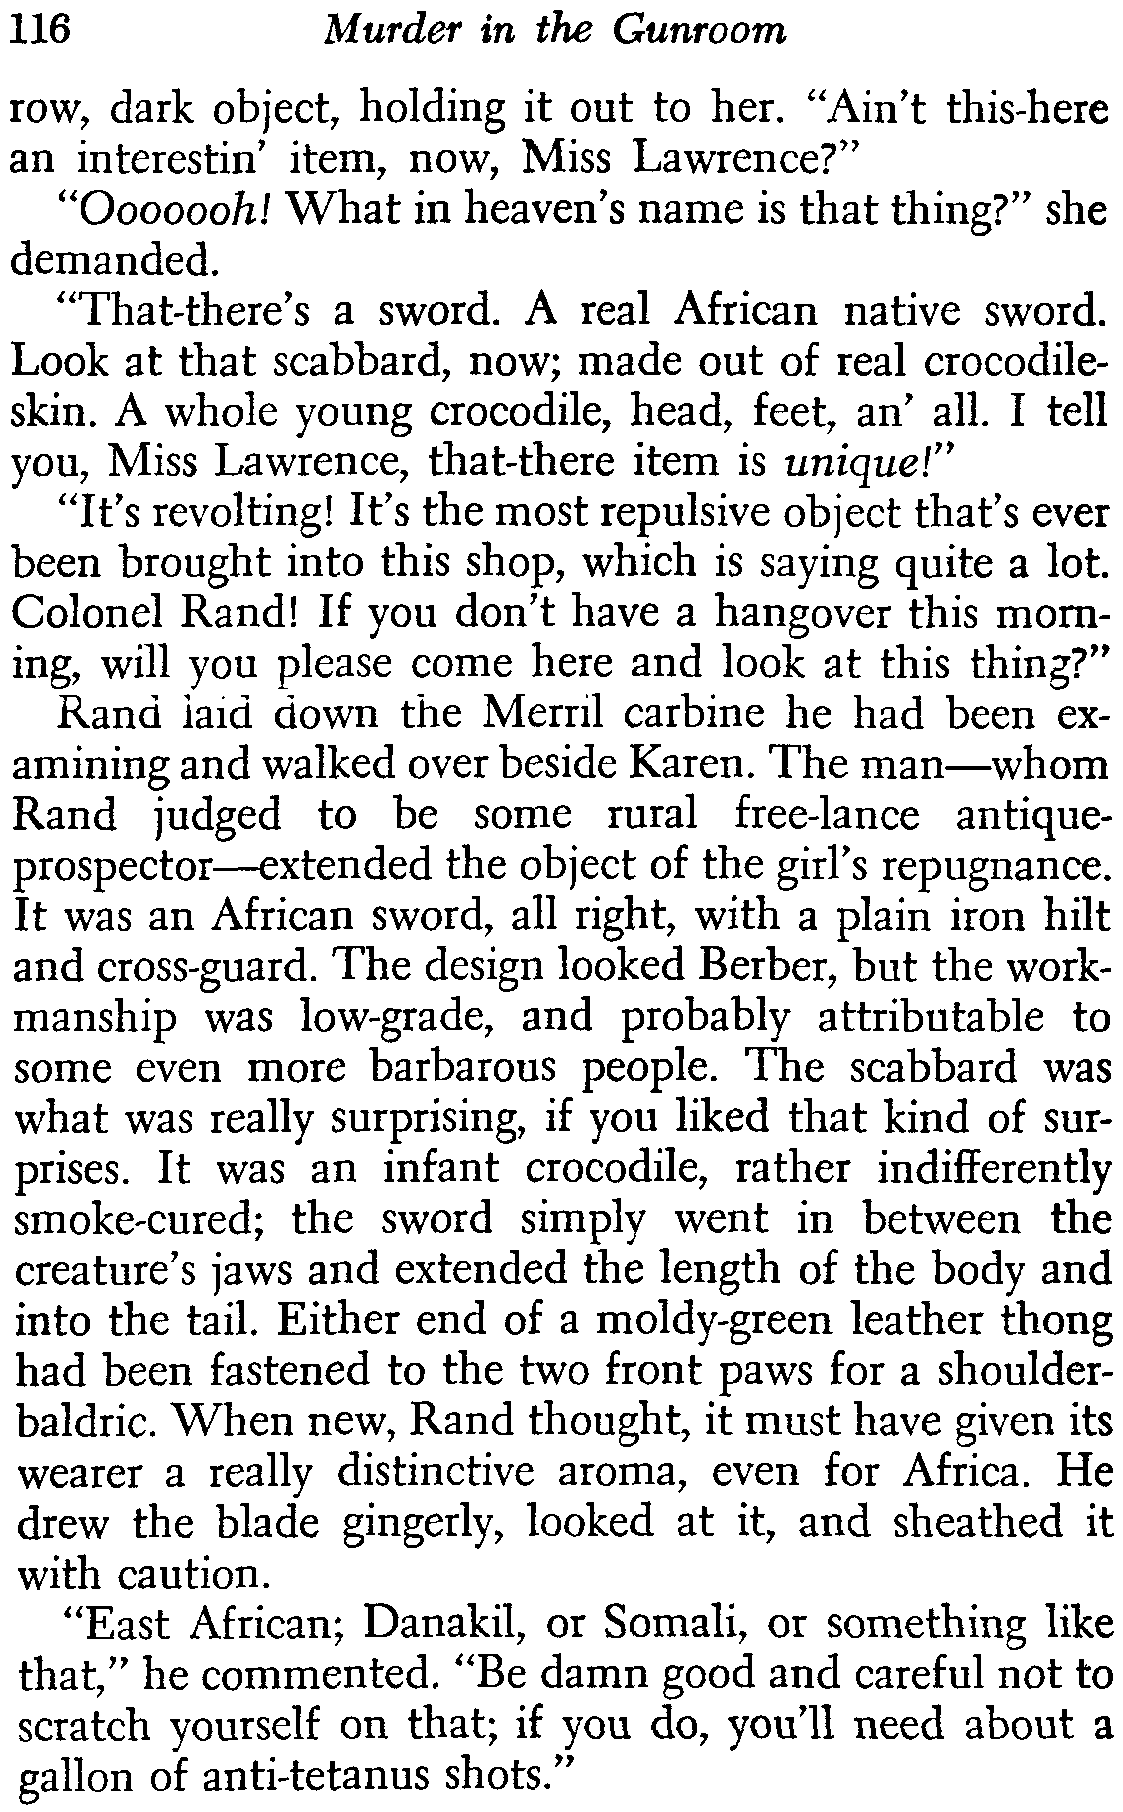 116 Murder in the Gunroom
row, dark object, holding it out to her. “Ain’t this-here
an interestin’ item, now, Miss Lawrence?”
“Ooooooh! What in heaven’s name is that thing?” she
demanded.
“That-there’s a sword. A real African native sword.
Look at that scabbard, now; made out of real crocodile-
skin. A whole young crocodile, head, feet, an’ all. I tell
you, Miss Lawrence, that-there item is unique!”
“It’s revolting! It’s the most repulsive object that’s ever
been brought into this shop, which is saying quite a lot.
Colonel Rand! If you don’t have a hangover this morn-
ing, will you please come here and look at this thing?”
Rand laid down the Merril carbine he had been ex-
amining and walked over beside Karen. The man—whom
Rand judged to be some rural free-lance antique-
prospector—extended the object of the girl’s repugnance.
It was an African sword, all right, with a plain iron hilt
and cross-guard. The design looked Berber, but the work-
manship was low-grade, and probably attributable to
some even more barbarous people. The scabbard was
what was really surprising, if you liked that kind of sur-
prises. It was an infant crocodile, rather indifferently
smoke-cured; the sword simply went in between the
creature’s jaws and extended the length of the body and
into the tail. Either end of a moldy-green leather thong
had been fastened to the two front paws for a shoulder-
baldric. When new, Rand thought, it must have given its
wearer a really distinctive aroma, even for Africa. He
drew the blade gingerly, looked at it, and sheathed it
with caution.
“East African; Danakil, or Somali, or something like
that,” he commented. “Be damn good and careful not to
scratch yourself on that; if you do, you’ll need about a
gallon of anti-tetanus shots.”